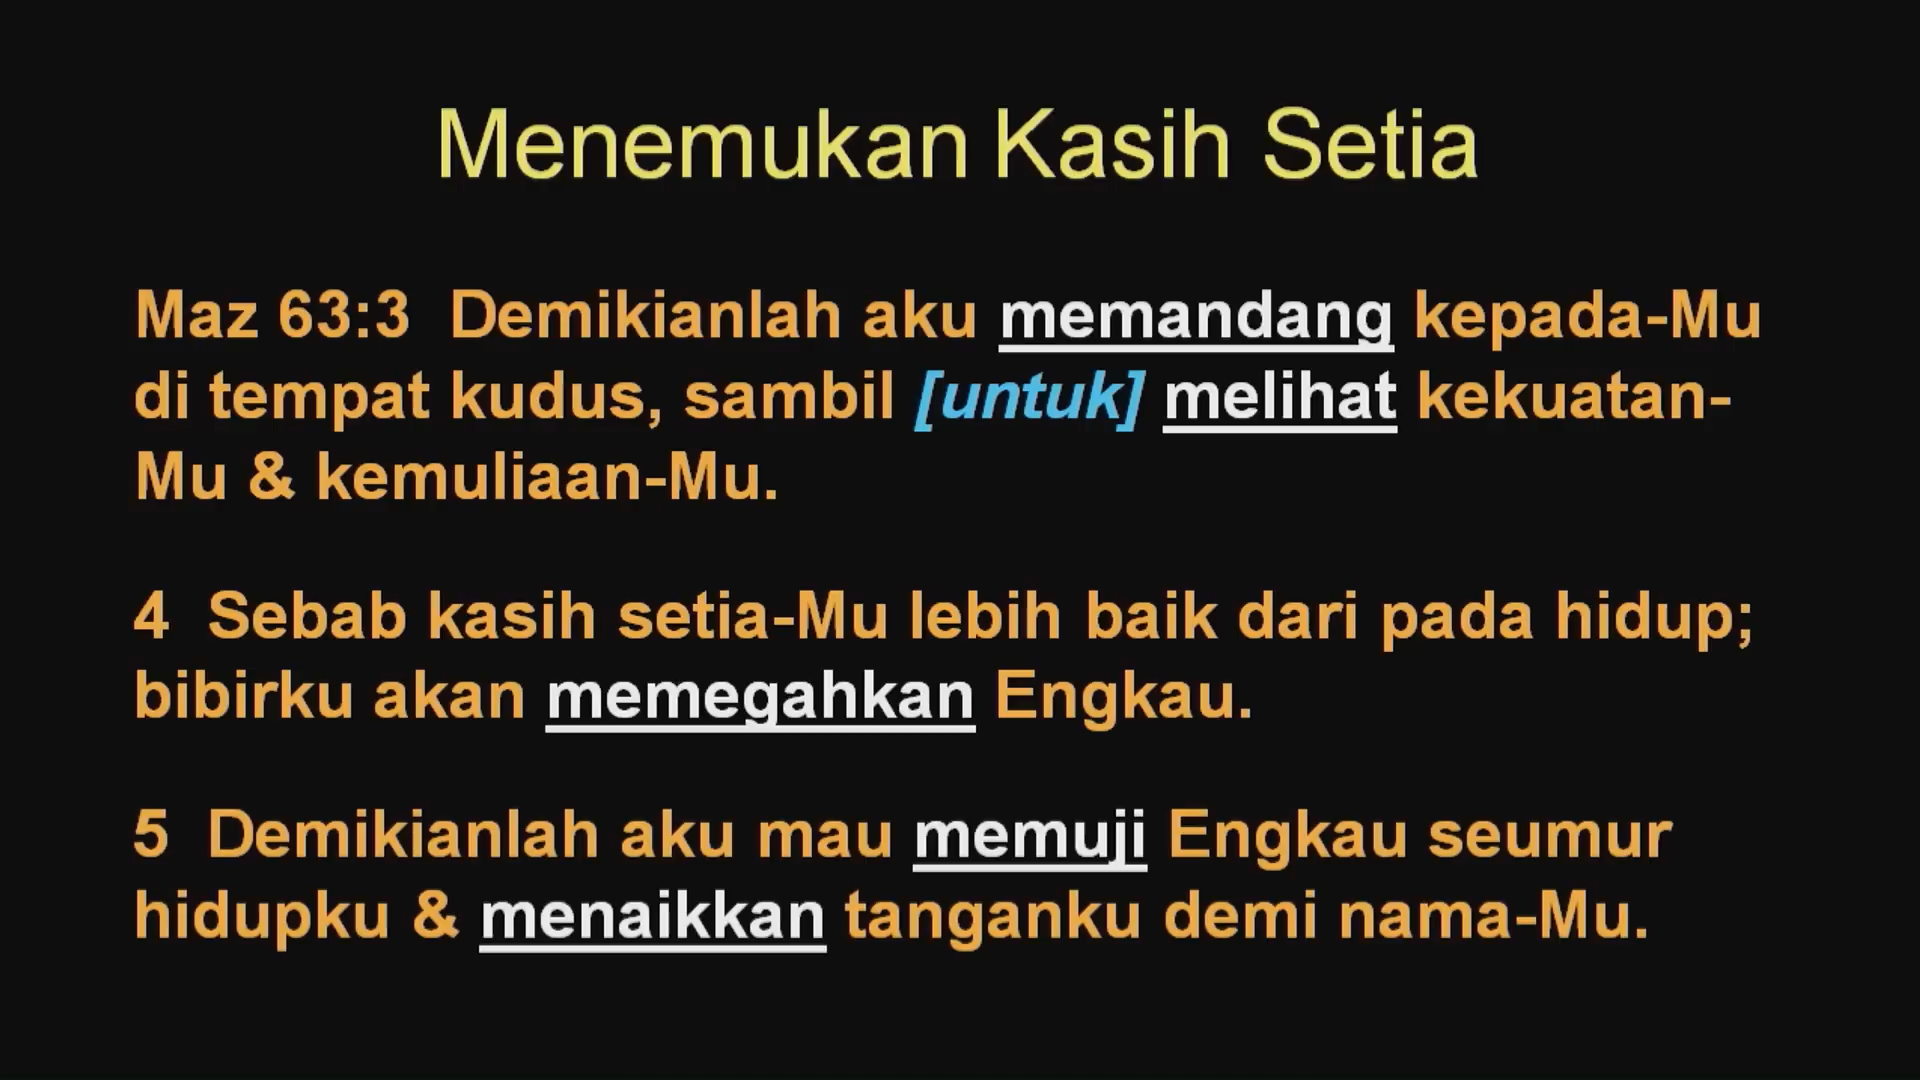 Menemukan Kasih Setia
Maz 63:3  Demikianlah aku memandang kepada-Mu
di tempat kudus, sambil [untuk] melihat kekuatan-
Mu & kemuliaan-Mu.
4  Sebab kasih setia-Mu lebih baik dari pada hidup;
bibirku akan memegahkan Engkau.
5  Demikianlah aku mau memuji Engkau seumur
hidupku & menaikkan tanganku demi nama-Mu.